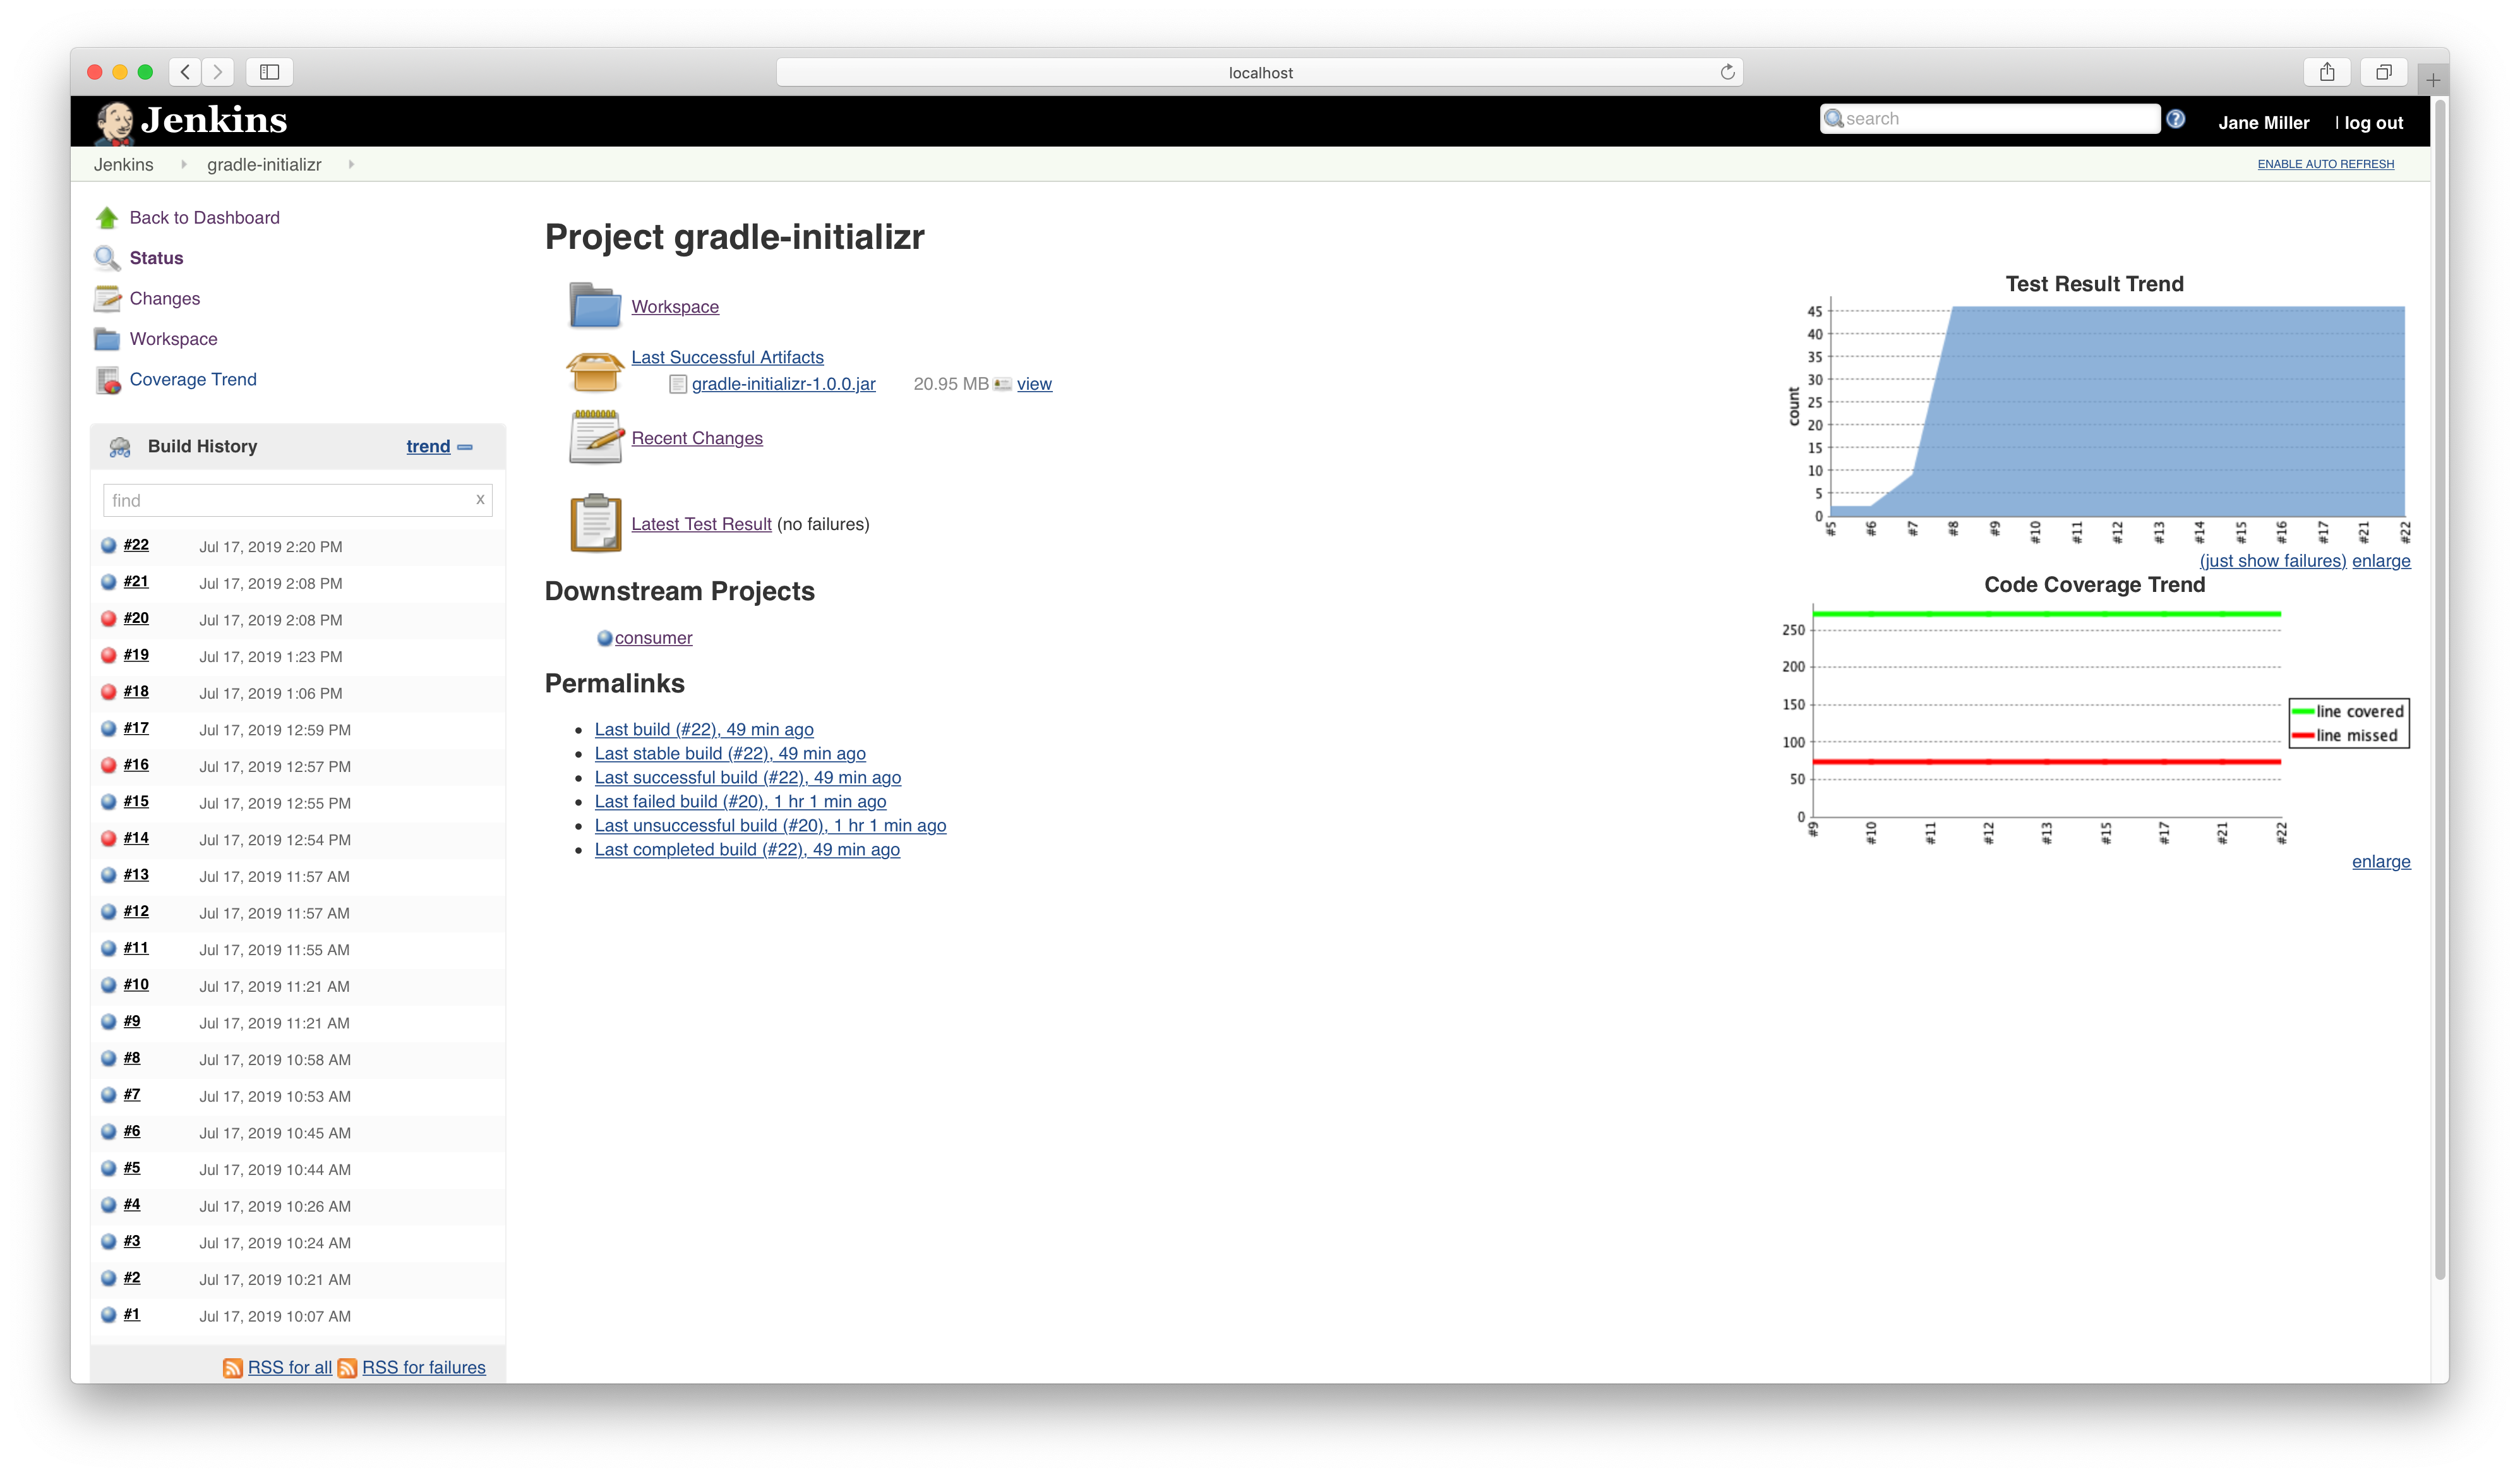 localhost
Jenkins
search
Jane Miller | log out
Jenkins gradle-initializr
ENABLE AUTO REFRESH
Back to Dashboard
Status
Changes
Workspace
Coverage Trend
Build History trend
find x
#22 Jul 17, 2019 2:20 PM
#21 Jul 17, 2019 2:08 PM
#20 Jul 17, 2019 2:08 PM
#19 Jul 17, 2019 1:23 PM
#18 Jul 17, 2019 1:06 PM
#17 Jul 17, 2019 12:59 PM
#16 Jul 17, 2019 12:57 PM
#15 Jul 17, 2019 12:55 PM
#14 Jul 17, 2019 12:54 PM
#13 Jul 17, 2019 11:57 AM
#12 Jul 17, 2019 11:57 AM
#11 Jul 17, 2019 11:55 AM
#10 Jul 17, 2019 11:21 AM
#9 Jul 17, 2019 11:21 AM
#8 Jul 17, 2019 10:58 AM
#7 Jul 17, 2019 10:53 AM
#6 Jul 17, 2019 10:45 AM
#5 Jul 17, 2019 10:44 AM
#4 Jul 17, 2019 10:26 AM
#3 Jul 17, 2019 10:24 AM
#2 Jul 17, 2019 10:21 AM
#1 Jul 17, 2019 10:07 AM
RSS for all RSS for failures
Project gradle-initializr
Workspace
Last Successful Artifacts
gradle-initializr-1.0.0.jar 20.95 MB view
Recent Changes
Latest Test Result (no failures)
Downstream Projects
consumer
Permalinks
Last build (#22), 49 min ago
Last stable build (#22), 49 min ago
Last successful build (#22), 49 min ago
Last failed build (#20), 1 hr 1 min ago
Last unsuccessful build (#20), 1 hr 1 min ago
Last completed build (#22), 49 min ago
Test Result Trend
count
45
40
35
30
25
20
15
10
5
0
#5 #6 #7 #8 #9 #10 #11 #12 #13 #14 #15 #16 #17 #21 #22
(just show failures) enlarge
Code Coverage Trend
250
200
150
100
50
0
#9 #10 #11 #12 #13 #15 #17 #21 #22
line covered
line missed
enlarge